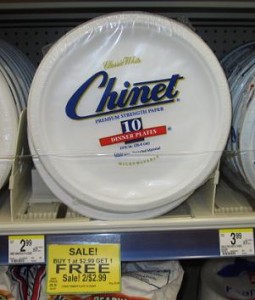 Classic White
Chinet
PREMIUM STRENGTH PAPER
10
DINNER PLATES
MICROWAVABLE
2.99
3.99
SALE!
BUY 1 at $2.99 GET 1
FREE
Sale! 2/$2.99